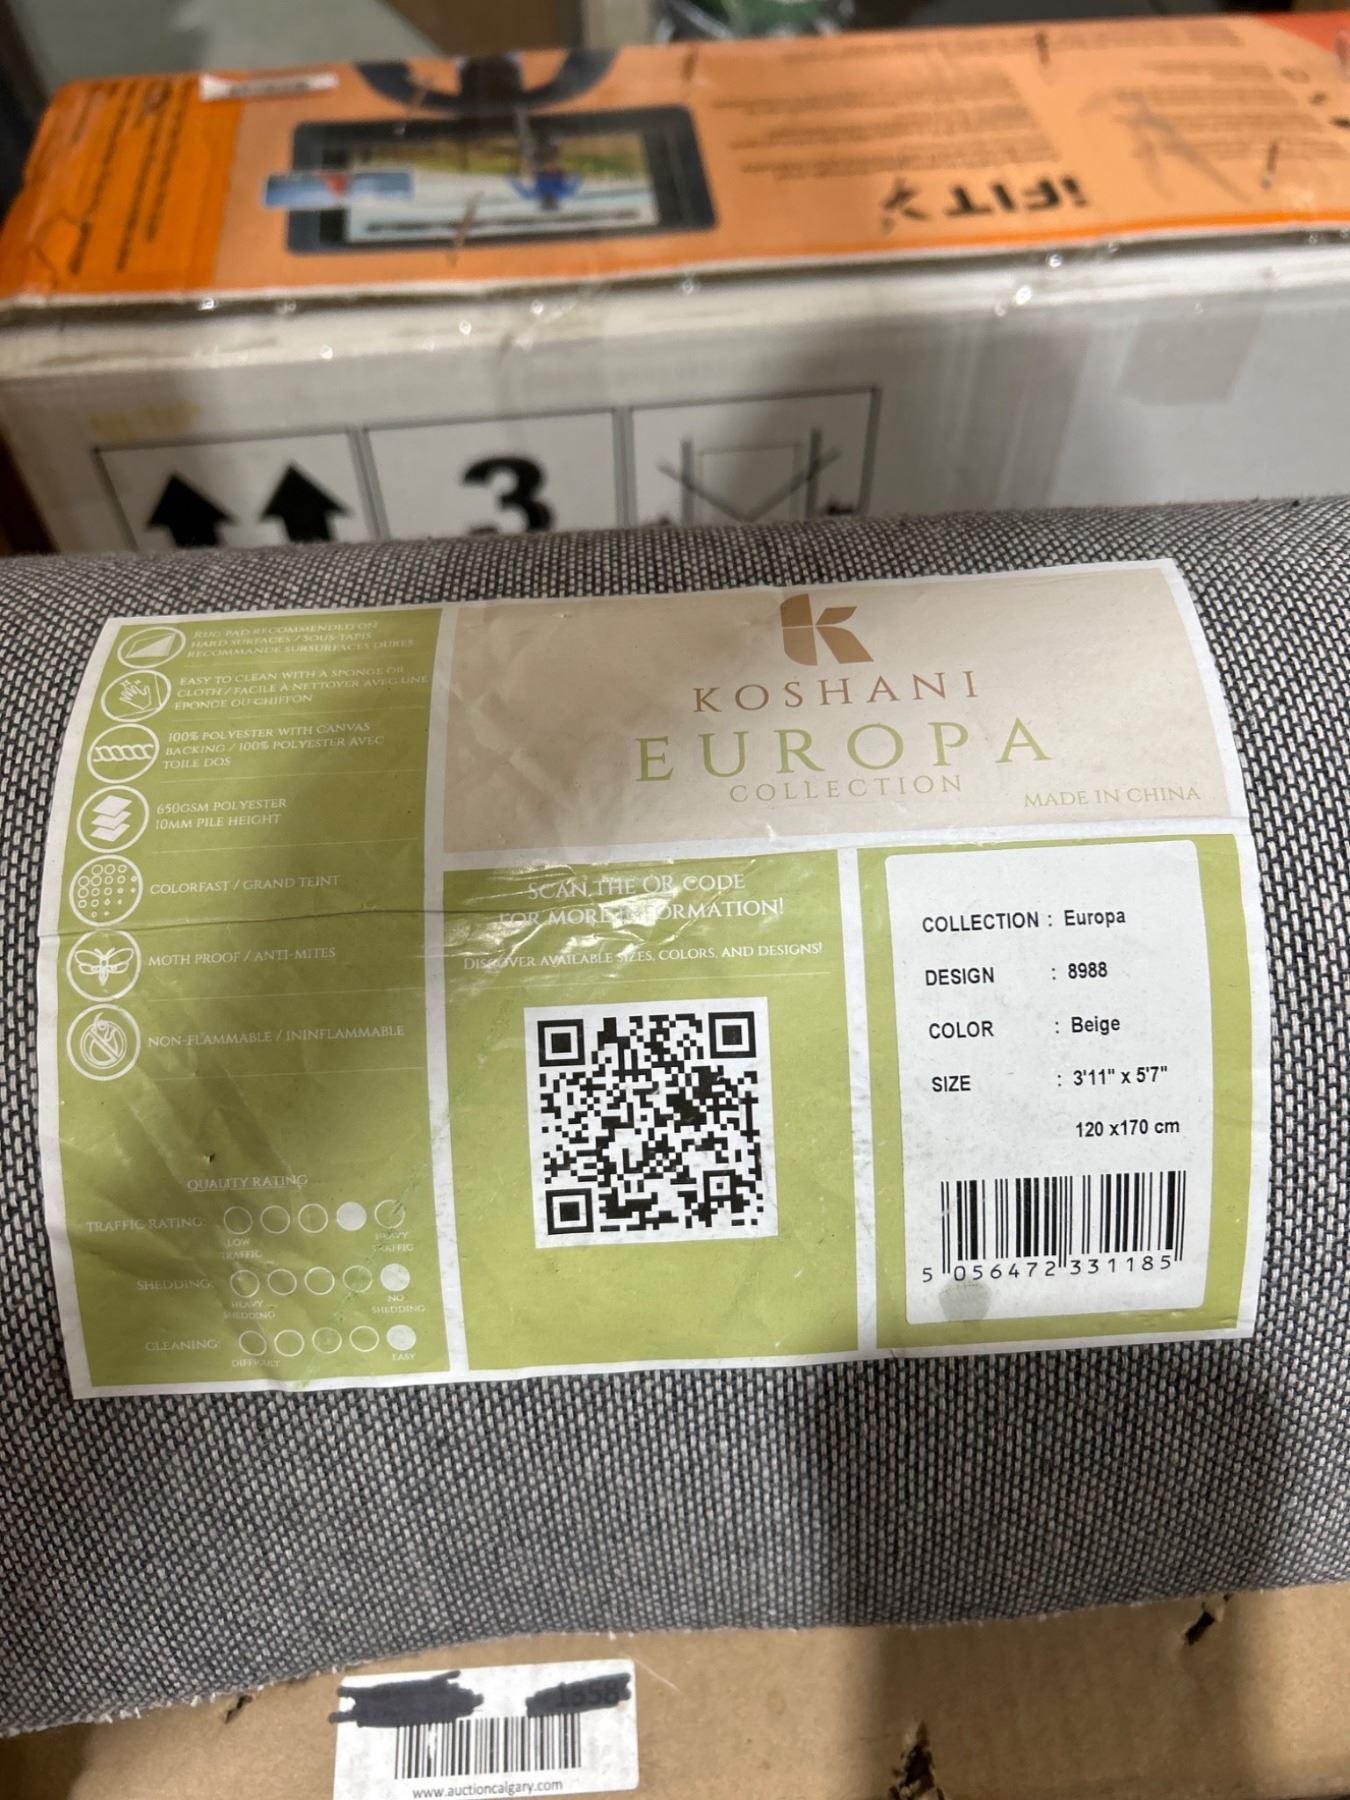 iFIT
3
RUG PAD RECOMMENDED ON
HARD SURFACES / SOUS-TAPIS
RECOMMANDE SURSURFACES DURES
EASY TO CLEAN WITH A SPONGE OR
CLOTH / FACILE À NETTOYER AVEC UNE
ÉPONGE OU CHIFFON
100% POLYESTER WITH CANVAS
BACKING / 100% POLYESTER AVEC
TOILE DOS
650GSM POLYESTER
10MM PILE HEIGHT
COLORFAST / GRAND TEINT
MOTH PROOF / ANTI-MITES
NON-FLAMMABLE / ININFLAMMABLE
QUALITY RATING
TRAFFIC RATING:
LOW
TRAFFIC
HEAVY
TRAFFIC
SHEDDING:
HEAVY
SHEDDING
NO
SHEDDING
CLEANING:
DIFFICULT
EASY
KOSHANI
EUROPA
COLLECTION
MADE IN CHINA
SCAN THE QR CODE
FOR MORE INFORMATION!
DISCOVER AVAILABLE SIZES, COLORS, AND DESIGNS!
COLLECTION : Europa
DESIGN : 8988
COLOR : Beige
SIZE : 3'11" x 5'7"
120 x170 cm
5 056472 331185
1358
www.auctioncalgary.com